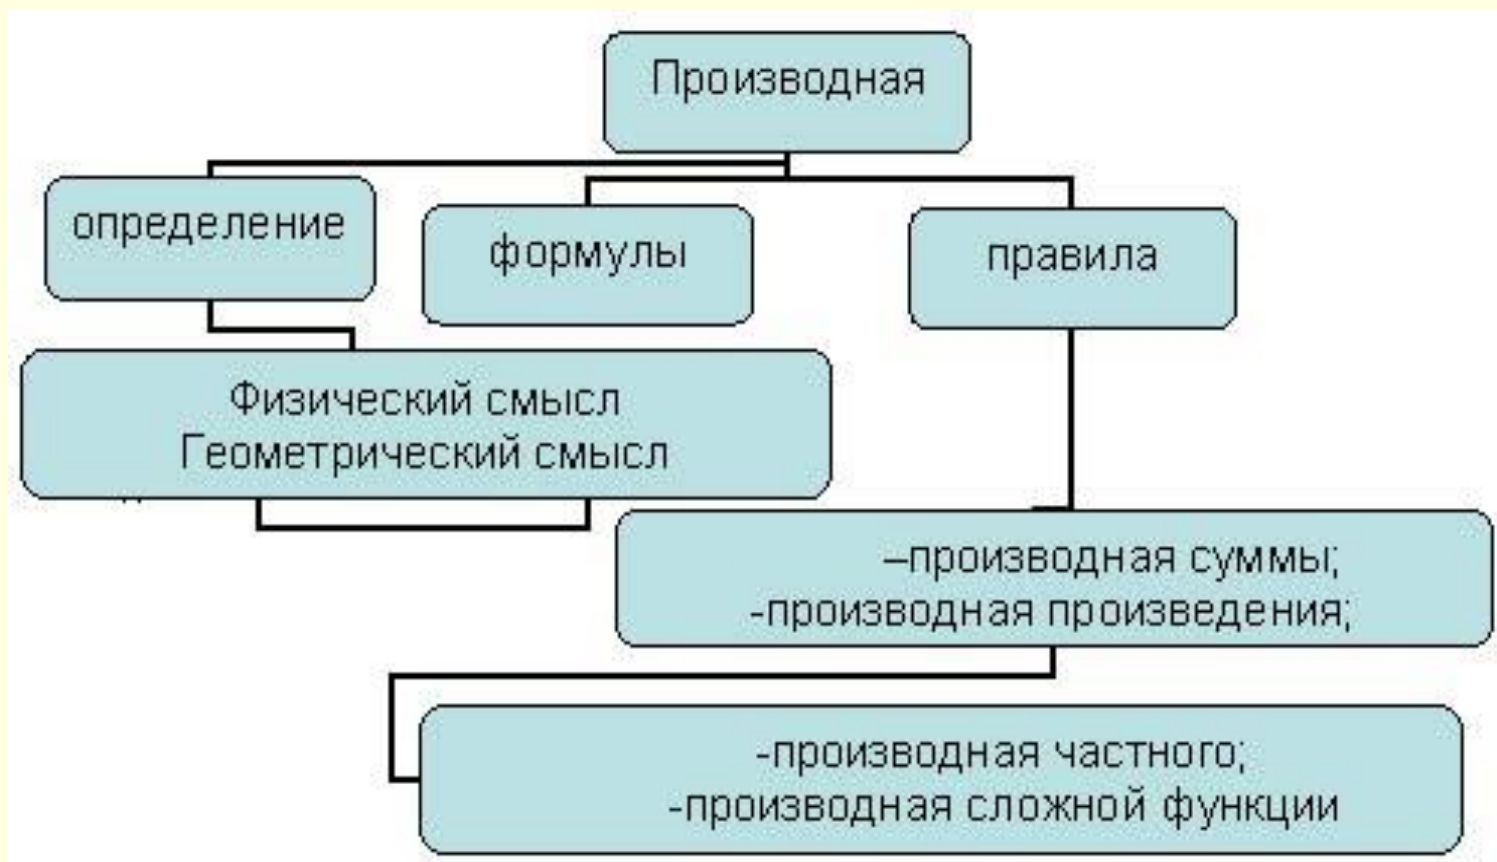 Производная
определение
формулы
правила
Физический смысл
Геометрический смысл
–производная суммы;
-производная произведения;
-производная частного;
-производная сложной функции